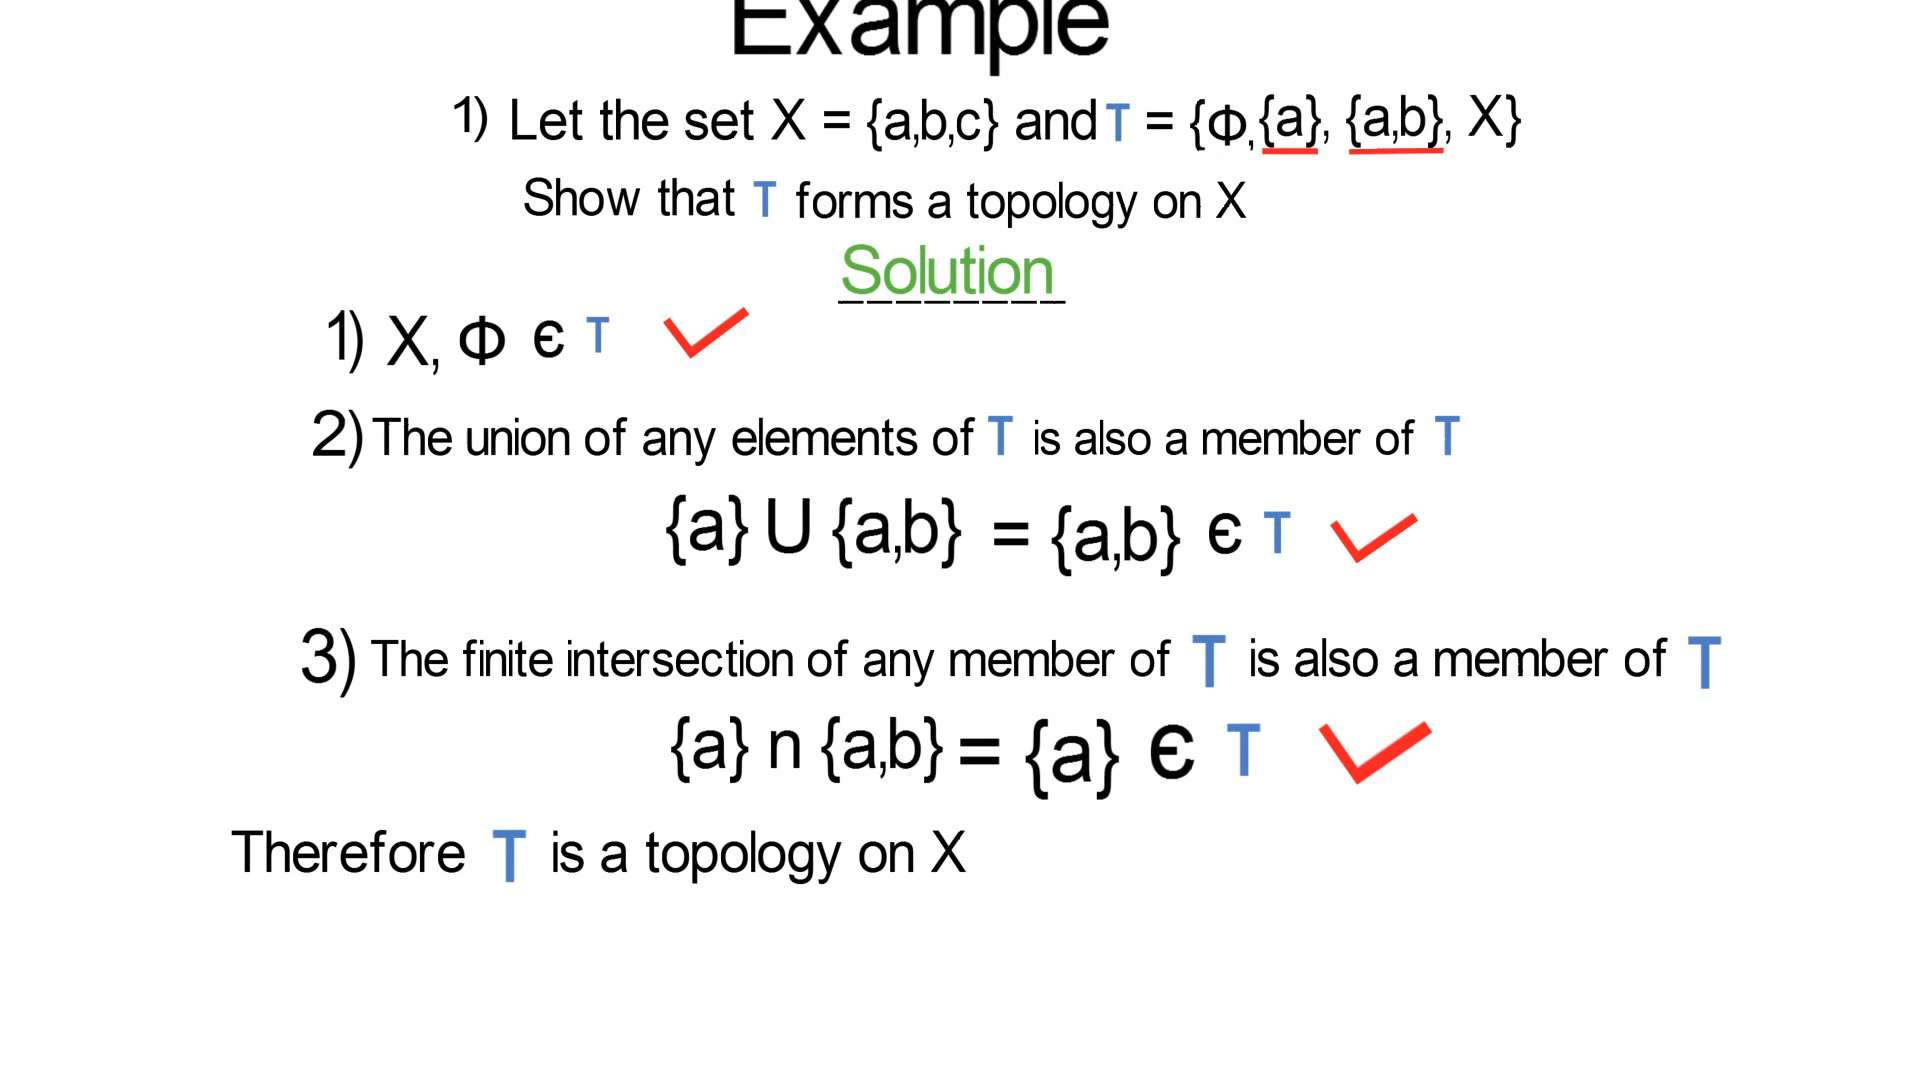 Example
1) Let the set X = {a,b,c} and T = {Φ, {a}, {a,b}, X}
Show that T forms a topology on X
Solution
1) X, Φ Є T
2) The union of any elements of T is also a member of T
{a} U {a,b} = {a,b} Є T
3) The finite intersection of any member of T is also a member of T
{a} n {a,b} = {a} Є T
Therefore T is a topology on X